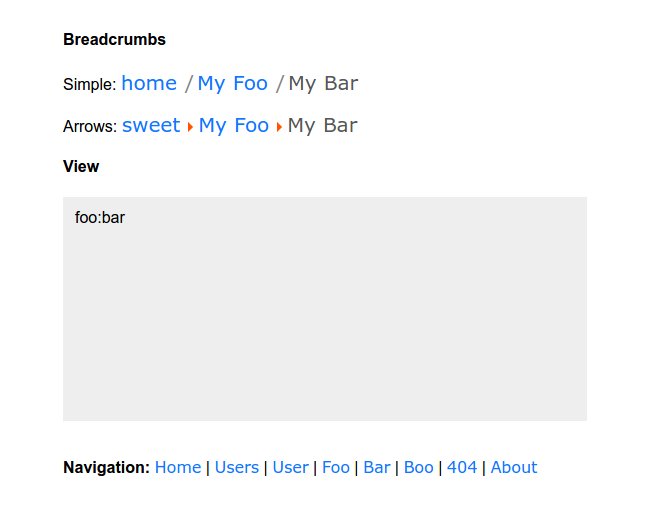 Breadcrumbs
Simple: home / My Foo / My Bar
Arrows: sweet My Foo My Bar
View
foo:bar
Navigation: Home | Users | User | Foo | Bar | Boo | 404 | About